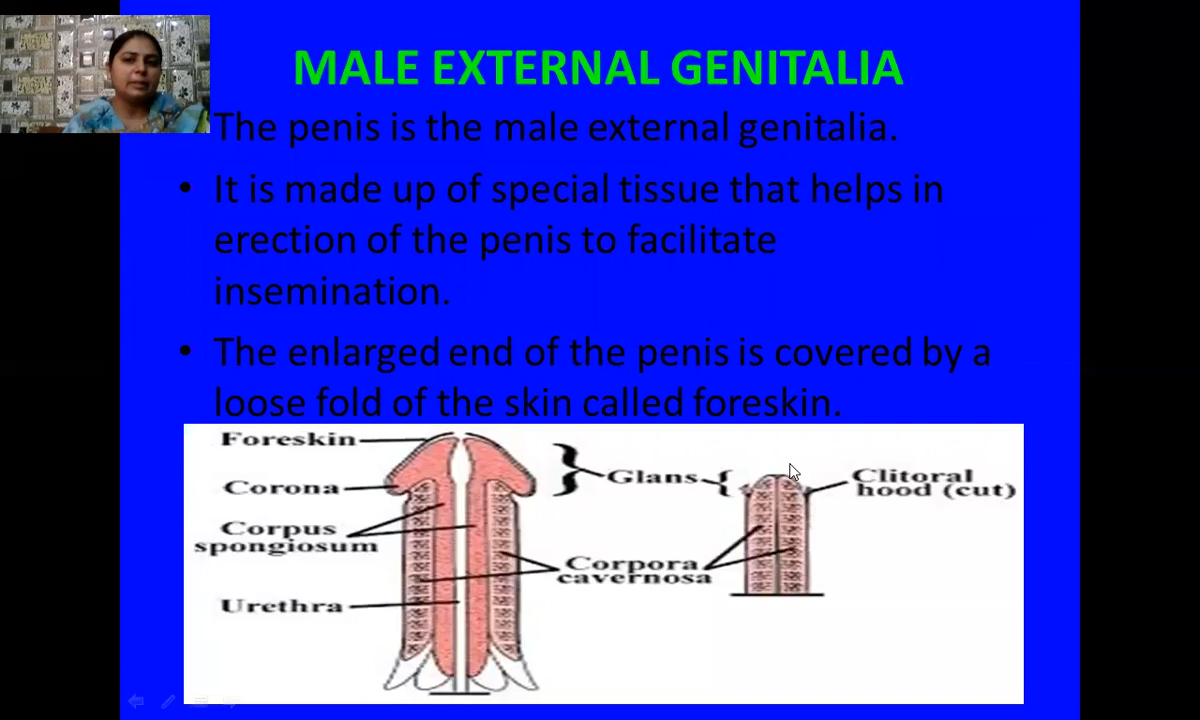 MALE EXTERNAL GENITALIA
The penis is the male external genitalia.
• It is made up of special tissue that helps in
erection of the penis to facilitate
insemination.
• The enlarged end of the penis is covered by a
loose fold of the skin called foreskin.
Foreskin
Corona
Corpus
spongiosum
Urethra
Glans
Corpora
cavernosa
Clitoral
hood (cut)